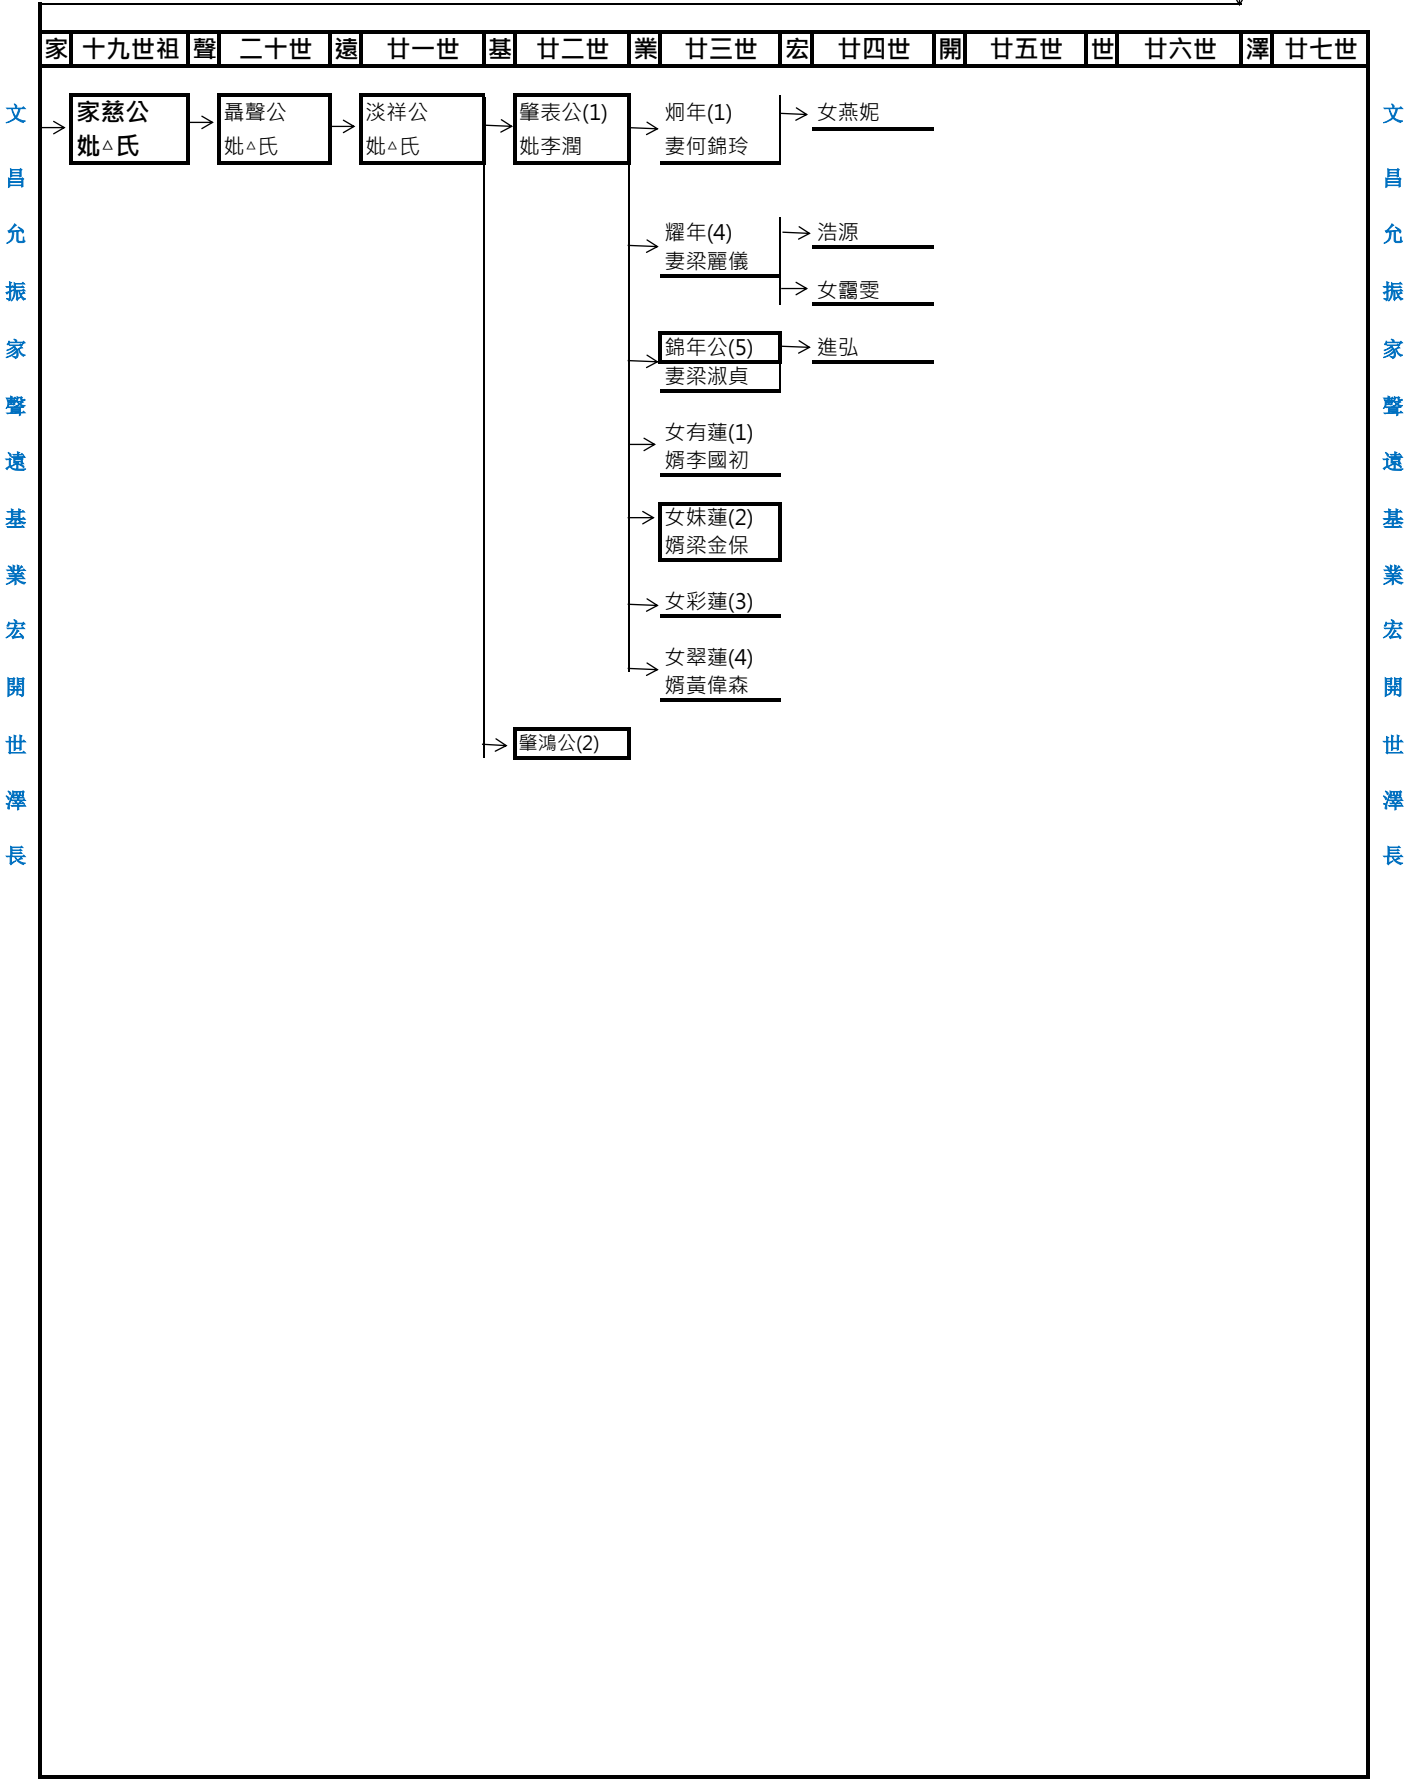 家 十九世祖 聲 二十世 遠 廿一世 基 廿二世 業 廿三世 宏 廿四世 開 廿五世 世 廿六世 澤 廿七世
文
昌
允
振
家
聲
遠
基
業
宏
開
世
澤
長
家慈公
妣△氏
聶聲公
妣△氏
淡祥公
妣△氏
肇表公(1)
妣李潤
炯年(1)
妻何錦玲
女燕妮
耀年(4)
妻梁麗儀
浩源
女靄雯
錦年公(5)
妻梁淑貞
進弘
女有蓮(1)
婿李國初
女妹蓮(2)
婿梁金保
女彩蓮(3)
女翠蓮(4)
婿黃偉森
肇鴻公(2)
文
昌
允
振
家
聲
遠
基
業
宏
開
世
澤
長